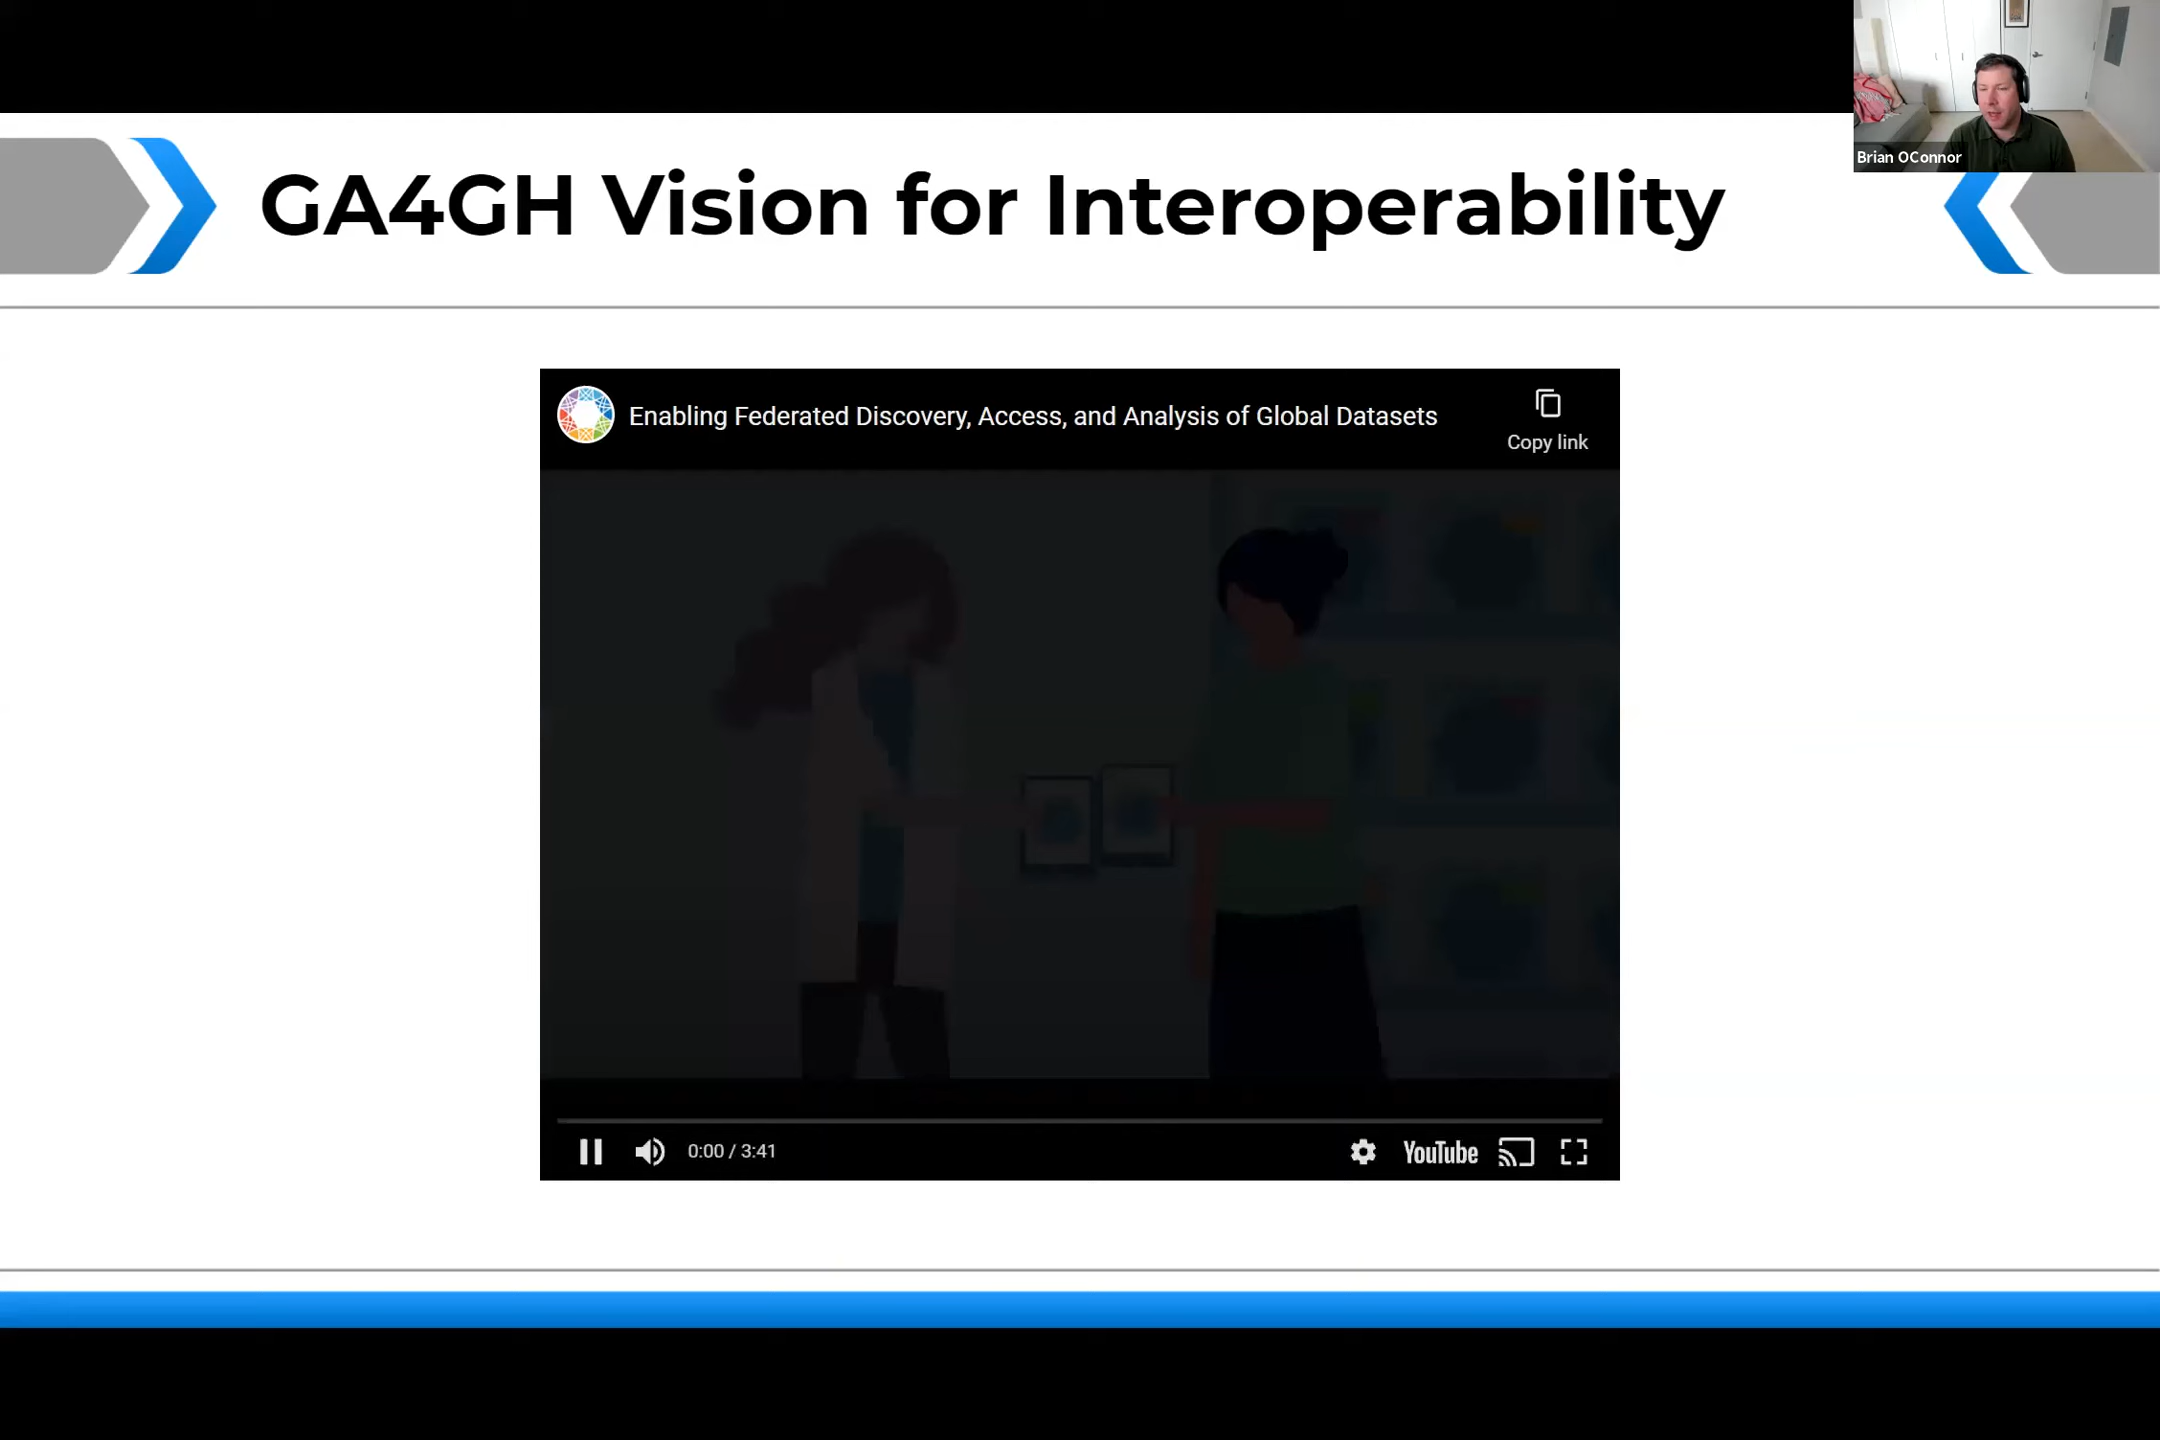 Brian OConnor
GA4GH Vision for Interoperability
Enabling Federated Discovery, Access, and Analysis of Global Datasets
Copy link
0:00 / 3:41
YouTube